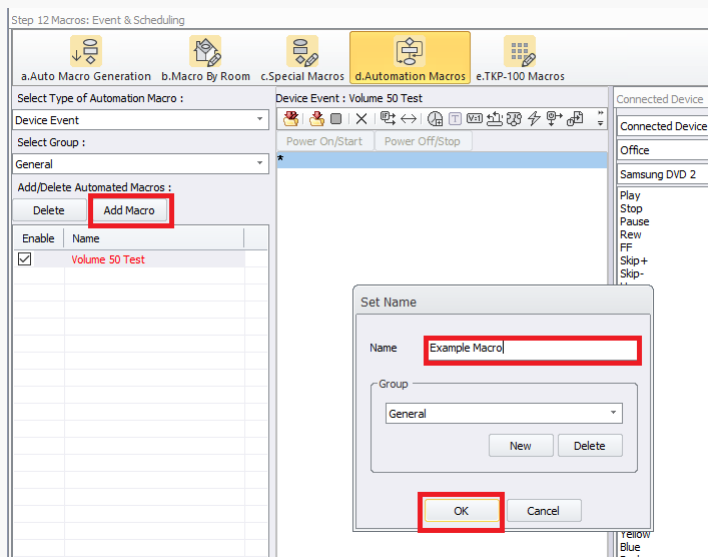 Step 12 Macros: Event & Scheduling
a.Auto Macro Generation b.Macro By Room c.Special Macros d.Automation Macros e.TKP-100 Macros
Select Type of Automation Macro :
Device Event
Select Group :
General
Add/Delete Automated Macros :
Delete Add Macro
Enable Name
Volume 50 Test
Device Event : Volume 50 Test
Power On/Start Power Off/Stop
*
Connected Device
Connected Device
Office
Samsung DVD 2
Play
Stop
Pause
Rew
FF
Skip+
Skip-
Set Name
Name Example Macro
Group
General
New Delete
OK Cancel
Yellow
Blue